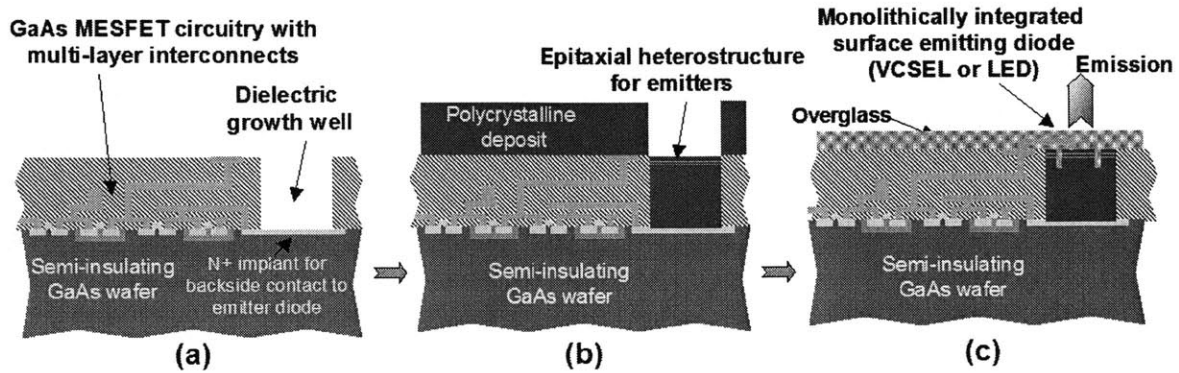 GaAs MESFET circuitry with
multi-layer interconnects
Dielectric
growth well
Semi-insulating
GaAs wafer
N+ implant for
backside contact to
emitter diode
(a)
Epitaxial heterostructure
for emitters
Polycrystalline
deposit
Semi-insulating
GaAs wafer
(b)
Monolithically integrated
surface emitting diode
(VCSEL or LED)
Emission
Overglass
Semi-insulating
GaAs wafer
(c)